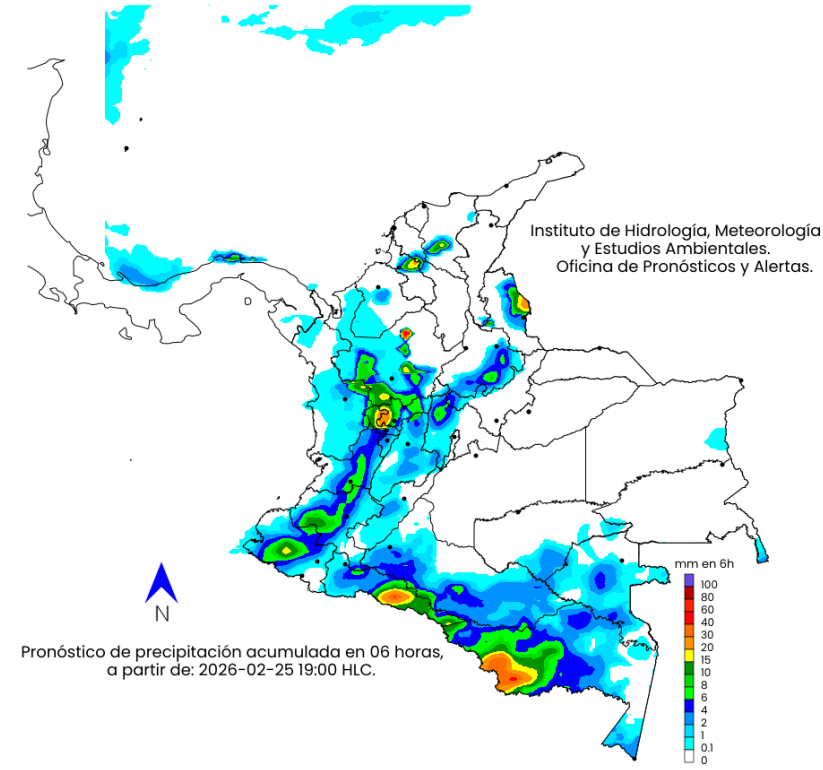 Instituto de Hidrología, Meteorología
y Estudios Ambientales.
Oficina de Pronósticos y Alertas.
mm en 6h
100
80
60
40
30
20
15
10
8
6
4
2
1
0.1
0
N
Pronóstico de precipitación acumulada en 06 horas,
a partir de: 2026-02-25 19:00 HLC.